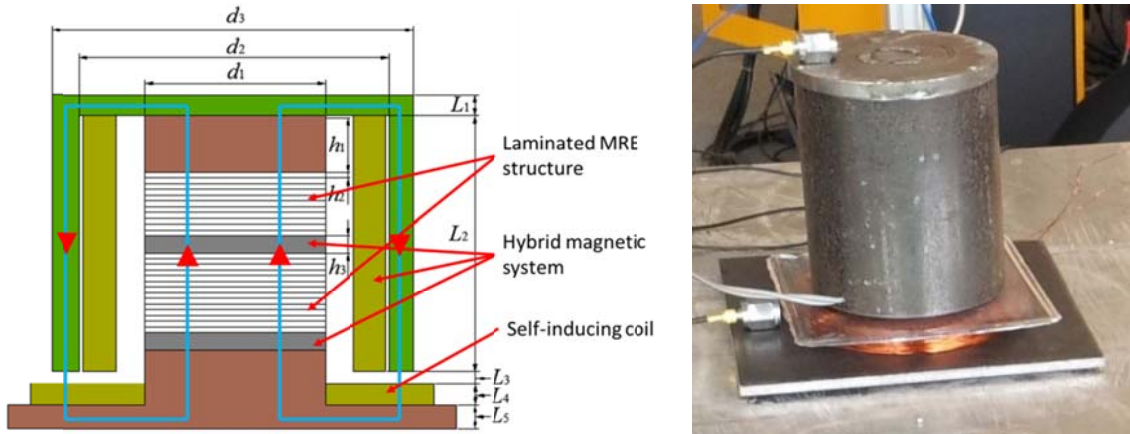 d3
d2
d1
L1
h1
Laminated MRE
structure
h2
L2
Hybrid magnetic
system
h3
Self-inducing coil
L3
L4
L5